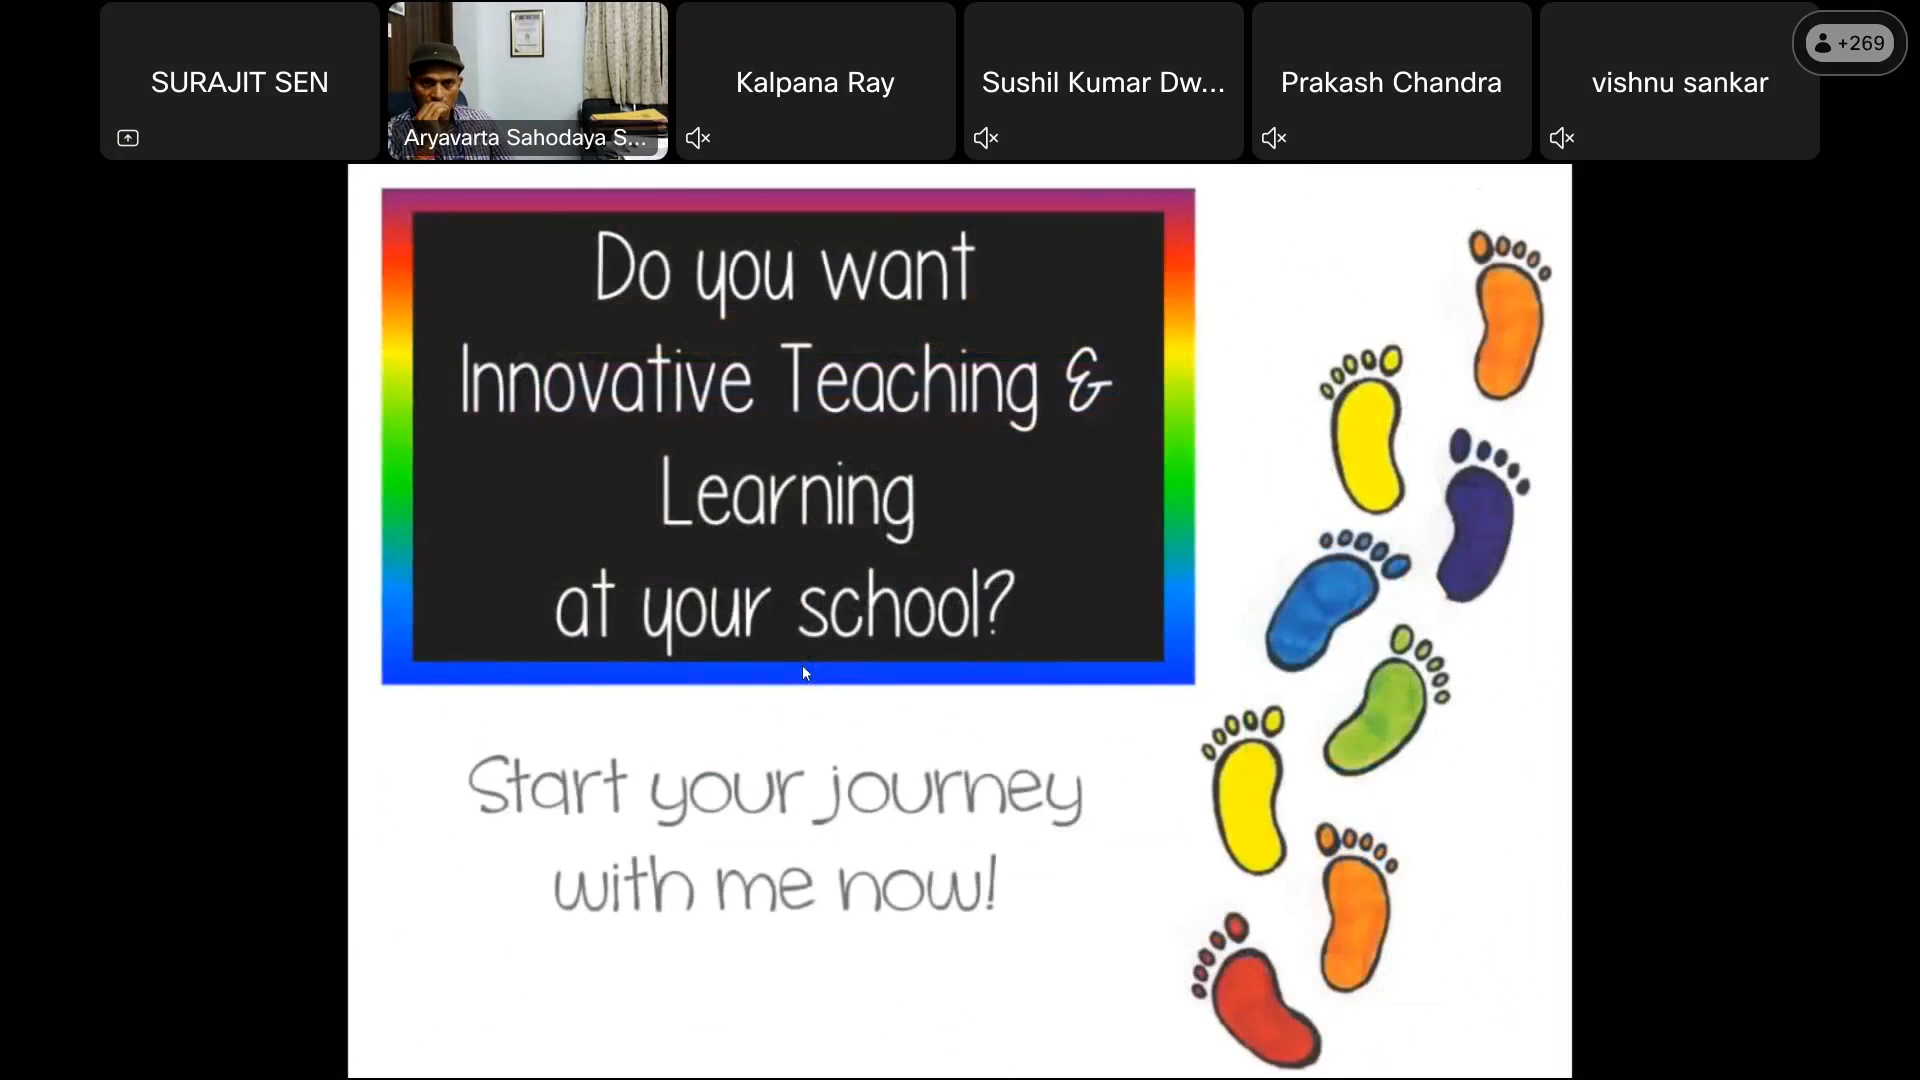 SURAJIT SEN
Aryavarta Sahodaya S...
Kalpana Ray
Sushil Kumar Dw...
Prakash Chandra
vishnu sankar
+269
Do you want
Innovative Teaching &
Learning
at your school?
Start your journey
with me now!